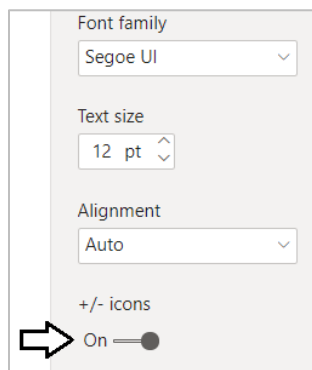 Font family
Segoe UI
Text size
12 pt
Alignment
Auto
+/- icons
On